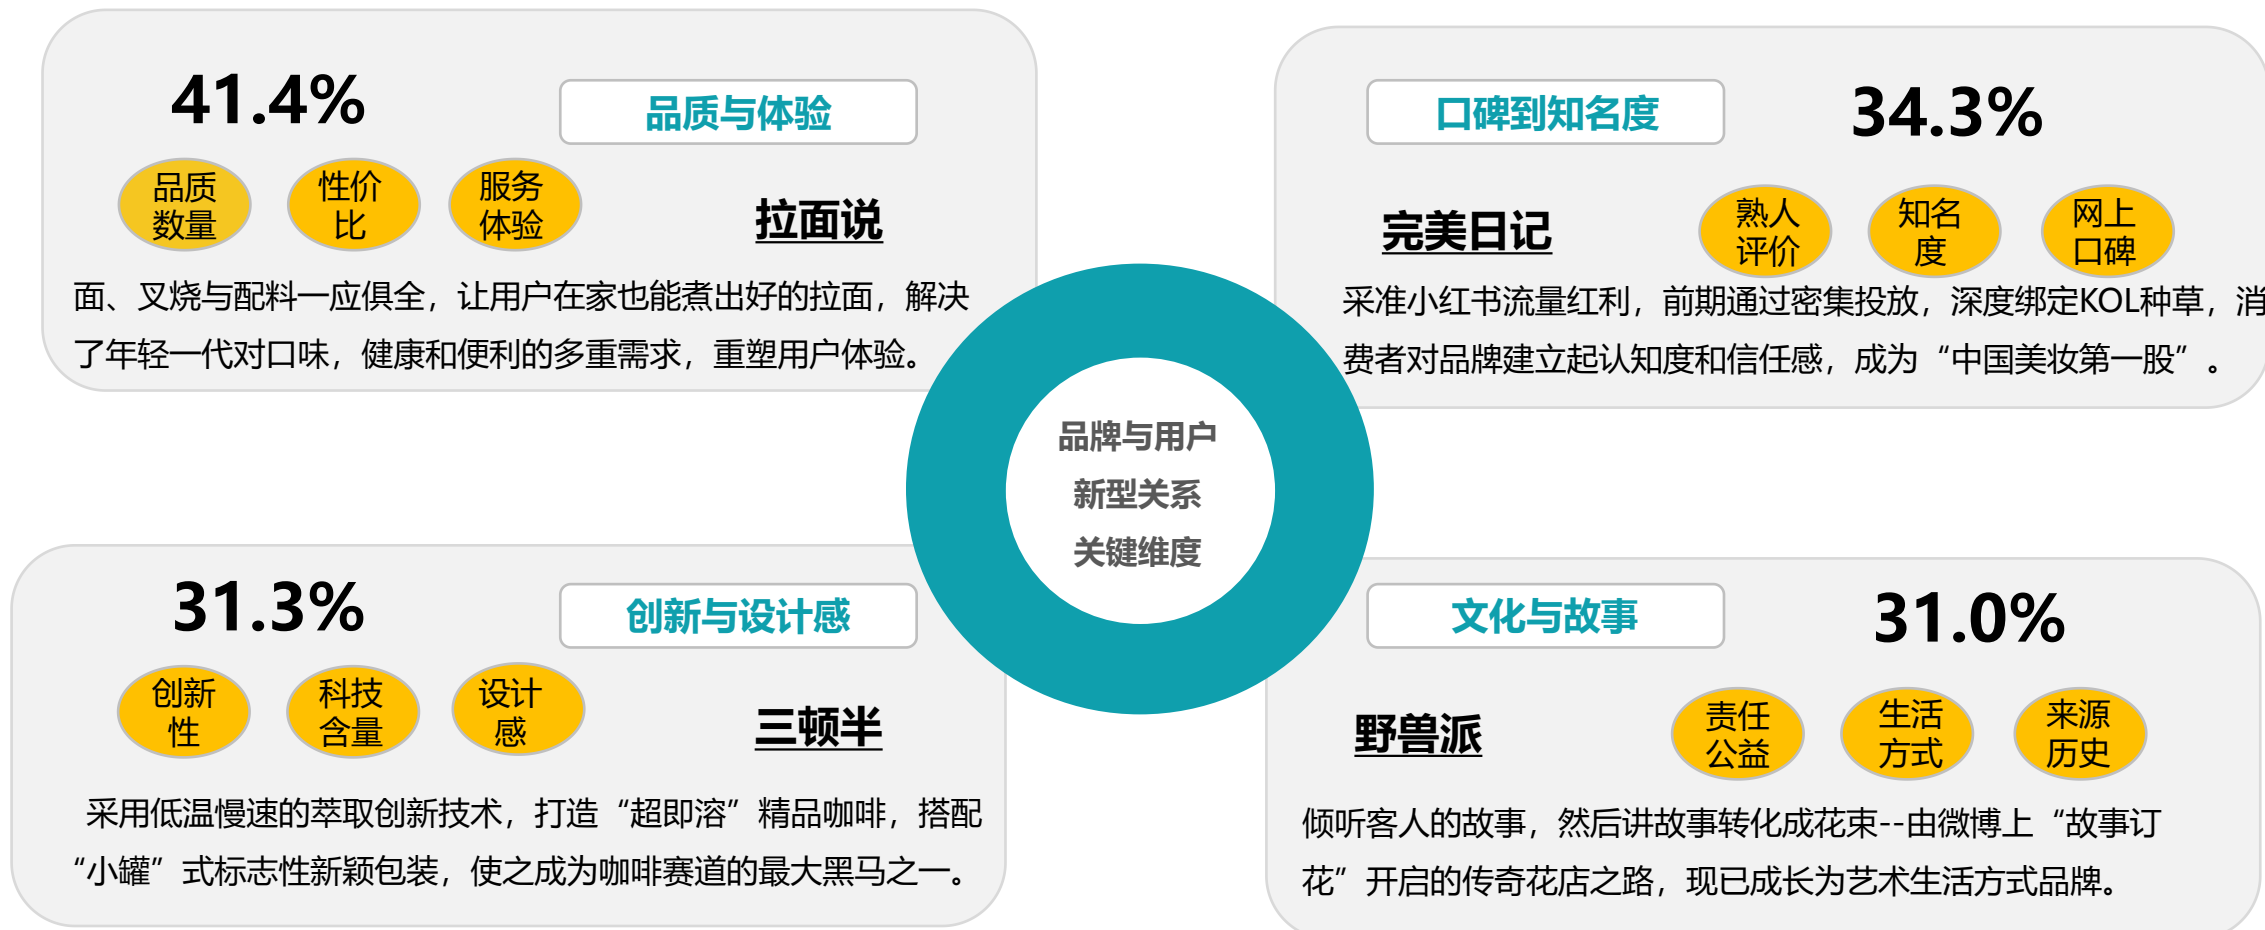 41.4%
品质与体验
品质
数量
性价
比
服务
体验
拉面说
面、叉烧与配料一应俱全，让用户在家也能煮出好的拉面，解决
了年轻一代对口味，健康和便利的多重需求，重塑用户体验。
口碑到知名度
34.3%
完美日记
熟人
评价
知名
度
网上
口碑
采准小红书流量红利，前期通过密集投放，深度绑定KOL种草，消
费者对品牌建立起认知度和信任感，成为“中国美妆第一股”。
品牌与用户
新型关系
关键维度
31.3%
创新与设计感
创新
性
科技
含量
设计
感
三顿半
采用低温慢速的萃取创新技术，打造“超即溶”精品咖啡，搭配
“小罐”式标志性新颖包装，使之成为咖啡赛道的最大黑马之一。
文化与故事
31.0%
野兽派
责任
公益
生活
方式
来源
历史
倾听客人的故事，然后讲故事转化成花束--由微博上“故事订
花”开启的传奇花店之路，现已成长为艺术生活方式品牌。